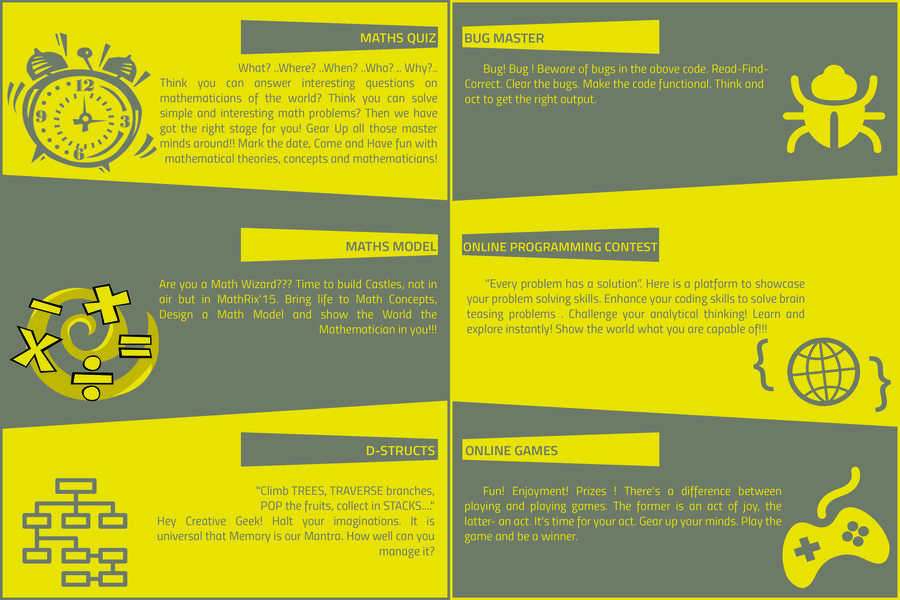 MATHS QUIZ
What? ..Where? ..When? ..Who? .. Why?..
Think you can answer interesting questions on
mathematicians of the world? Think you can solve
simple and interesting math problems? Then we have
got the right stage for you! Gear Up all those master
minds around!! Mark the date, Come and Have fun with
mathematical theories, concepts and mathematicians!
12
3
6
9
MATHS MODEL
Are you a Math Wizard??? Time to build Castles, not in
air but in MathRix'15. Bring life to Math Concepts,
Design a Math Model and show the World the
Mathematician in you!!!
D-STRUCTS
"Climb TREES, TRAVERSE branches,
POP the fruits, collect in STACKS...."
Hey Creative Geek! Halt your imaginations. It is
universal that Memory is our Mantra. How well can you
manage it?
BUG MASTER
Bug! Bug ! Beware of bugs in the above code. Read-Find-
Correct. Clear the bugs. Make the code functional. Think and
act to get the right output.
ONLINE PROGRAMMING CONTEST
"Every problem has a solution". Here is a platform to showcase
your problem solving skills. Enhance your coding skills to solve brain
teasing problems . Challenge your analytical thinking! Learn and
explore instantly! Show the world what you are capable of!!!
{ }
ONLINE GAMES
Fun! Enjoyment! Prizes ! There's a difference between
playing and playing games. The former is an act of joy, the
latter- an act. It's time for your act. Gear up your minds. Play the
game and be a winner.